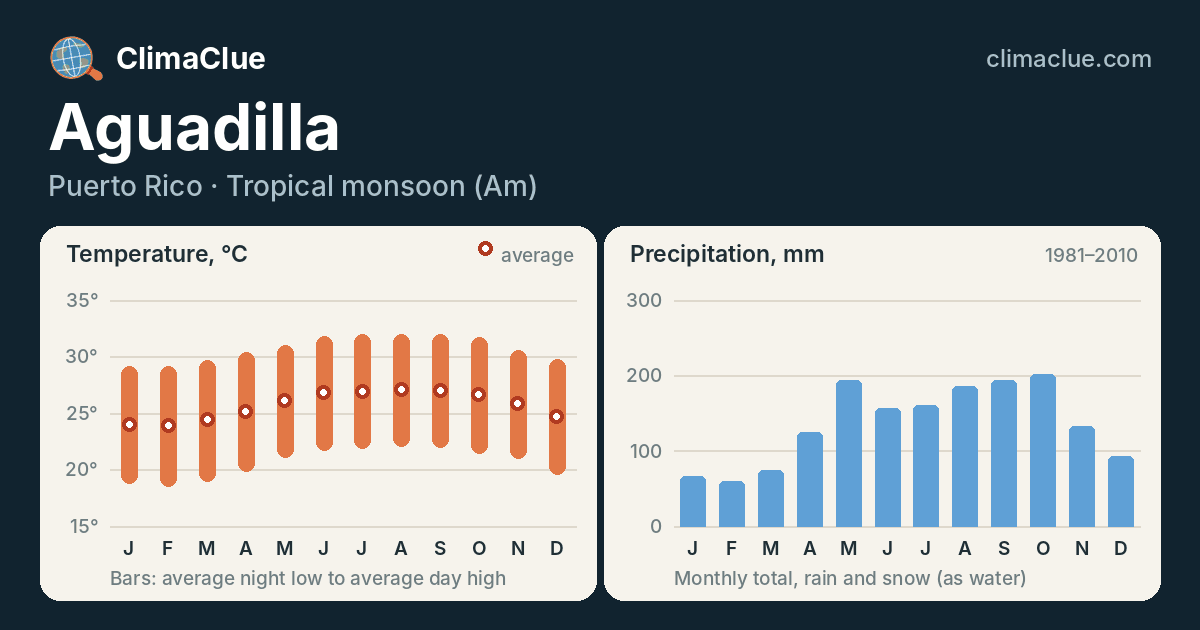 ClimaClue
climaclue.com
Aguadilla
Puerto Rico · Tropical monsoon (Am)
Temperature, °C
average
35°
30°
25°
20°
15°
J F M A M J J A S O N D
Bars: average night low to average day high
Precipitation, mm
1981–2010
300
200
100
0
J F M A M J J A S O N D
Monthly total, rain and snow (as water)